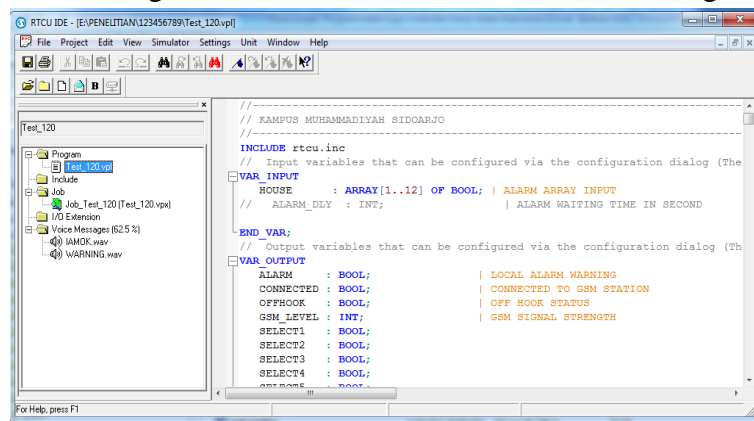 RTCU IDE - [E:\PENELITIAN\123456789\Test_120.vpl]
File Project Edit View Simulator Settings Unit Window Help
Test_120
Program
Test_120.vpl
Include
Job
Job_Test_120 (Test_120.vpx)
I/O Extension
Voice Messages (62.5 %)
IAMOK.wav
WARNING.wav
//----------------------------------------------------------------------
// KAMPUS MUHAMMADIYAH SIDOARJO
//----------------------------------------------------------------------
INCLUDE rtcu.inc
// Input variables that can be configured via the configuration dialog (The
VAR_INPUT
HOUSE : ARRAY[1..12] OF BOOL; | ALARM ARRAY INPUT
// ALARM_DLY : INT; | ALARM WAITING TIME IN SECOND
END_VAR;
// Output variables that can be configured via the configuration dialog (Th
VAR_OUTPUT
ALARM : BOOL; | LOCAL ALARM WARNING
CONNECTED : BOOL; | CONNECTED TO GSM STATION
OFFHOOK : BOOL; | OFF HOOK STATUS
GSM_LEVEL : INT; | GSM SIGNAL STRENGTH
SELECT1 : BOOL;
SELECT2 : BOOL;
SELECT3 : BOOL;
SELECT4 : BOOL;
SELECT5 : BOOL;
For Help, press F1